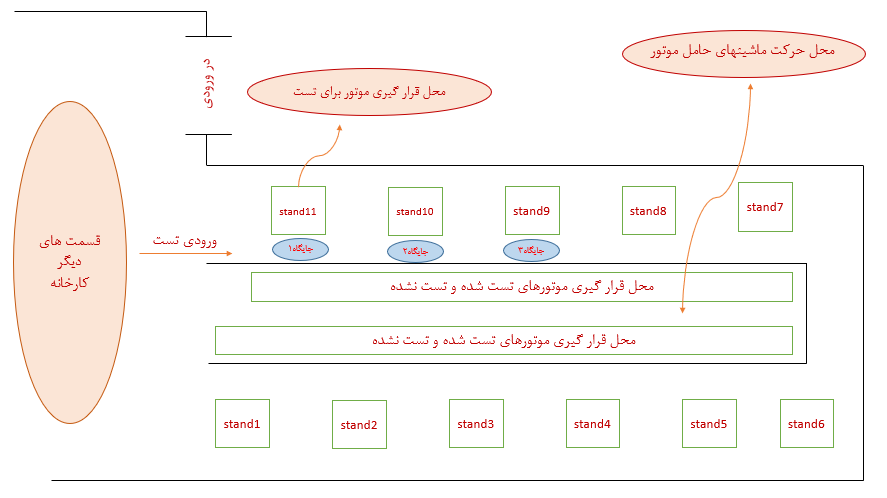 محل حرکت ماشینهای حامل موتور
در ورودی
محل قرار گیری موتور برای تست
stand11
stand10
stand9
stand8
stand7
قسمت های
دیگر
کارخانه
ورودی تست
جایگاه۱
جایگاه۲
جایگاه۳
محل قرار گیری موتورهای تست شده و تست نشده
محل قرار گیری موتورهای تست شده و تست نشده
stand1
stand2
stand3
stand4
stand5
stand6